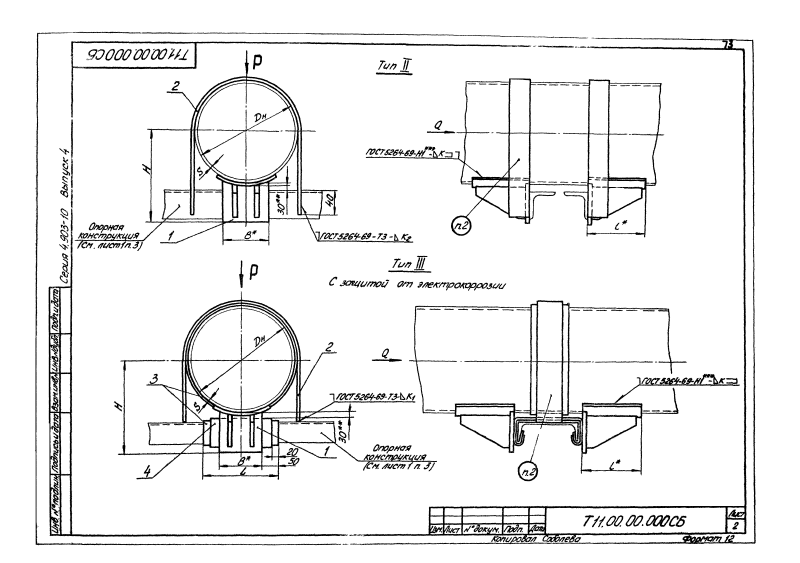 73
Т11.00.00.000СБ
Серия 4.903-10 Выпуск 4
Тип II
P
2
Dн
H
S
30**
40
1
B*
Опорная
конструкция
(См. лист 1 п. 3)
ГОСТ 5264-69-Т3-△ K2
Q
ГОСТ 5264-69-Н1
K
п.2
l*
Тип III
С защитой от электрокоррозии
P
Dн
2
3
S
H
ГОСТ 5264-69-Т3-△ K1
30**
4
1
B*
20
50
L
Опорная
конструкция
(См. лист 1 п. 3)
Q
ГОСТ 5264-69-Н1
K
п.2
l*
Инв. № подлин. Подпись и дата Взам. инв. Инв. № дубл. Подп. и дата
Изм. Лист № докум. Подп. Дата
Т11.00.00.000СБ
Лист
2
Копировал Соболева
Формат 12